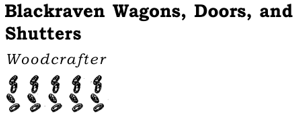 Blackraven Wagons, Doors, and
Shutters
Woodcrafter